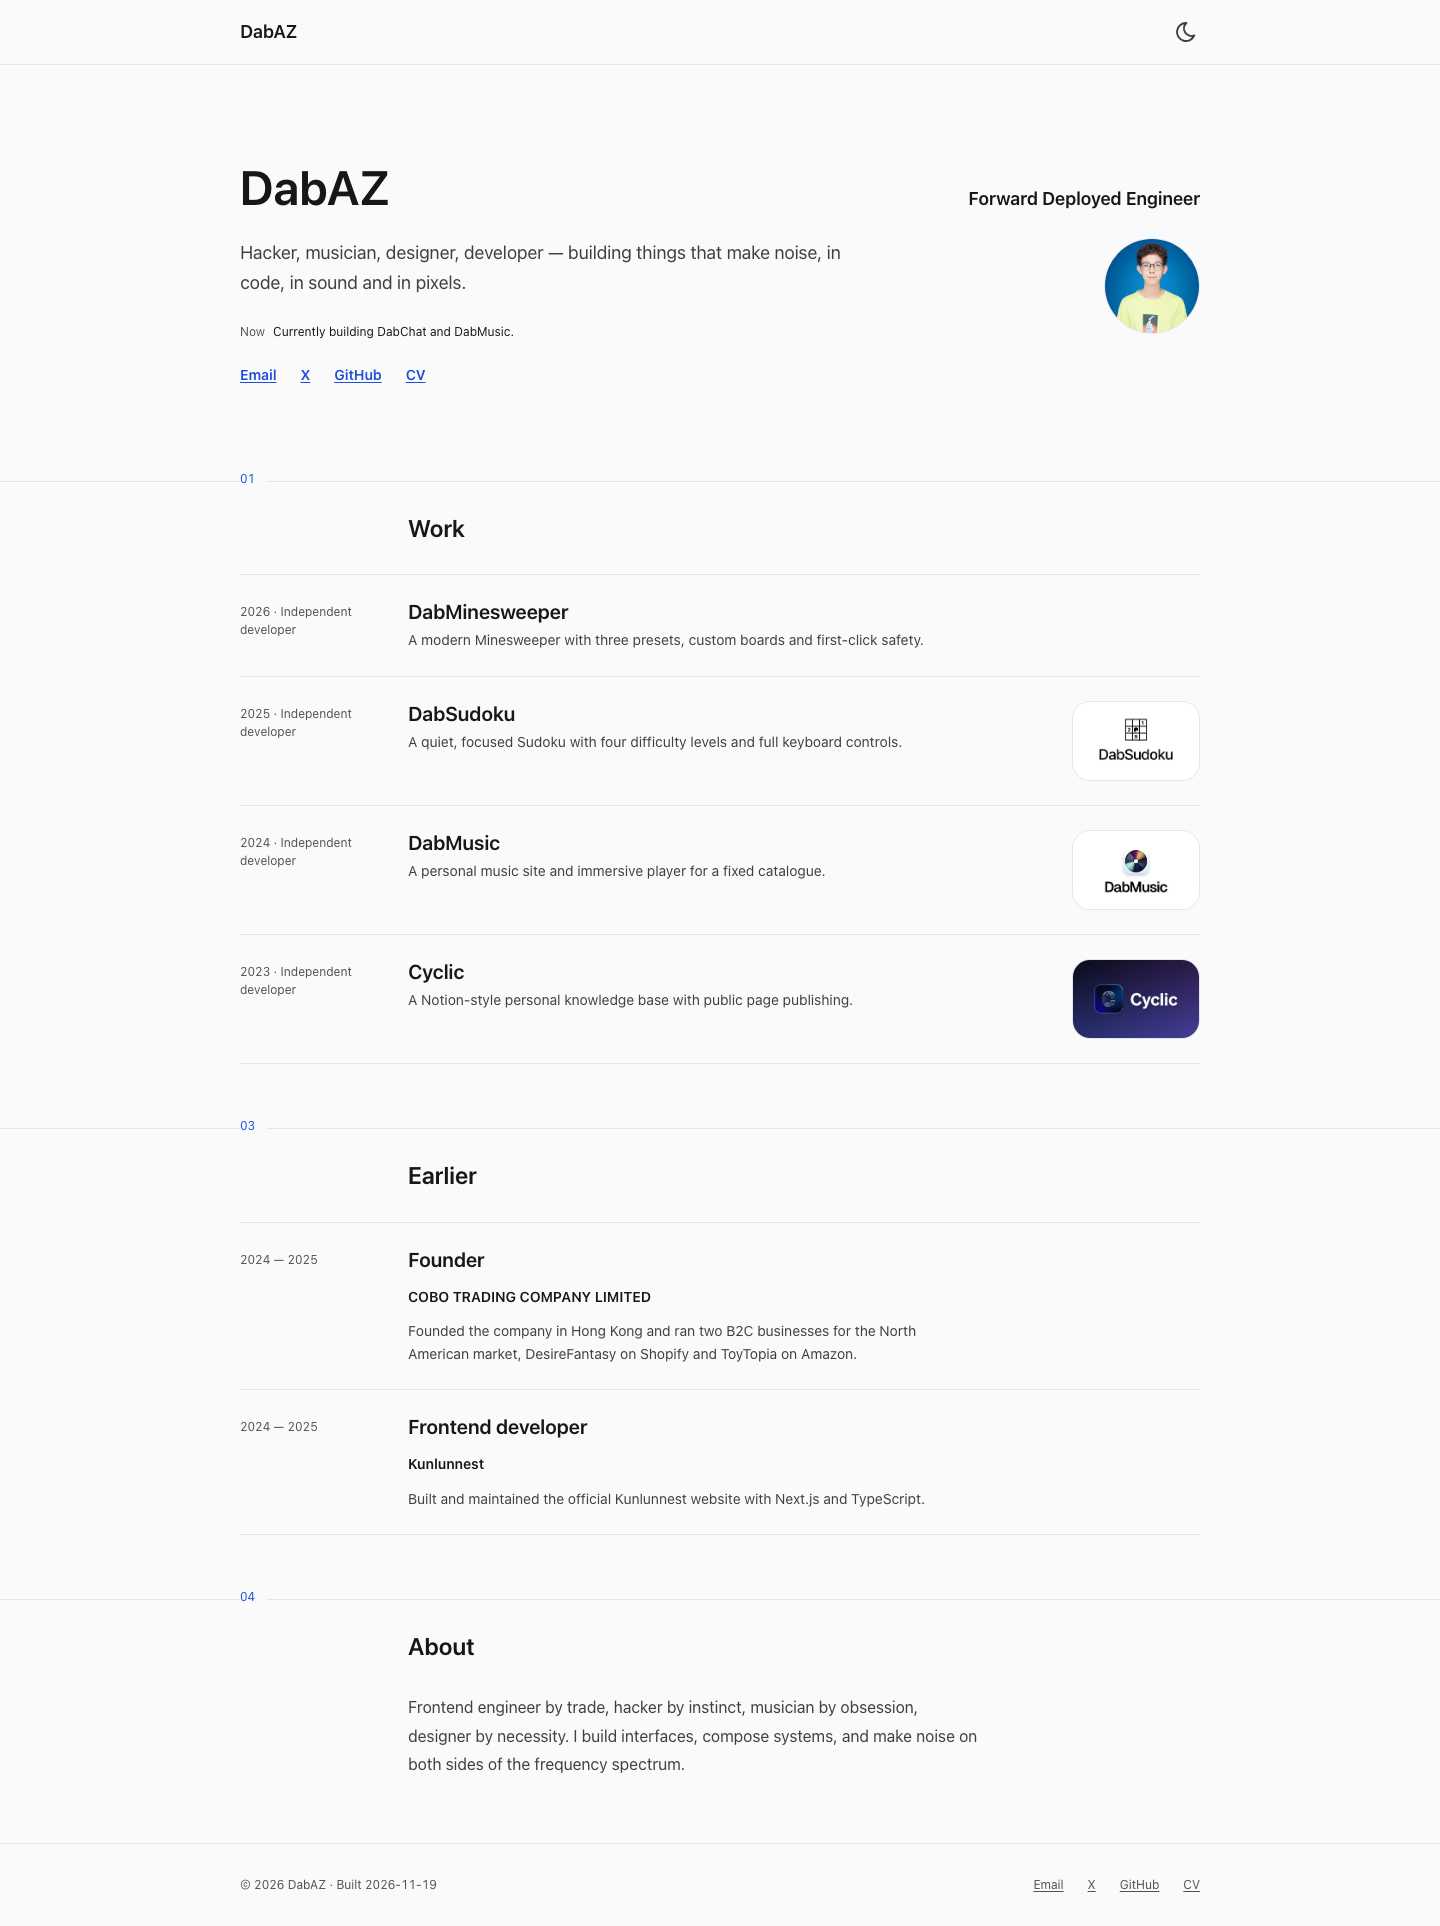 DabAZ
DabAZ
Forward Deployed Engineer
Hacker, musician, designer, developer — building things that make noise, in
code, in sound and in pixels.
Now Currently building DabChat and DabMusic.
Email X GitHub CV
01
Work
2026 · Independent
developer
DabMinesweeper
A modern Minesweeper with three presets, custom boards and first-click safety.
2025 · Independent
developer
DabSudoku
A quiet, focused Sudoku with four difficulty levels and full keyboard controls.
DabSudoku
2024 · Independent
developer
DabMusic
A personal music site and immersive player for a fixed catalogue.
DabMusic
2023 · Independent
developer
Cyclic
A Notion-style personal knowledge base with public page publishing.
Cyclic
03
Earlier
2024 — 2025
Founder
COBO TRADING COMPANY LIMITED
Founded the company in Hong Kong and ran two B2C businesses for the North
American market, DesireFantasy on Shopify and ToyTopia on Amazon.
2024 — 2025
Frontend developer
Kunlunnest
Built and maintained the official Kunlunnest website with Next.js and TypeScript.
04
About
Frontend engineer by trade, hacker by instinct, musician by obsession,
designer by necessity. I build interfaces, compose systems, and make noise on
both sides of the frequency spectrum.
© 2026 DabAZ · Built 2026-11-19
Email X GitHub CV